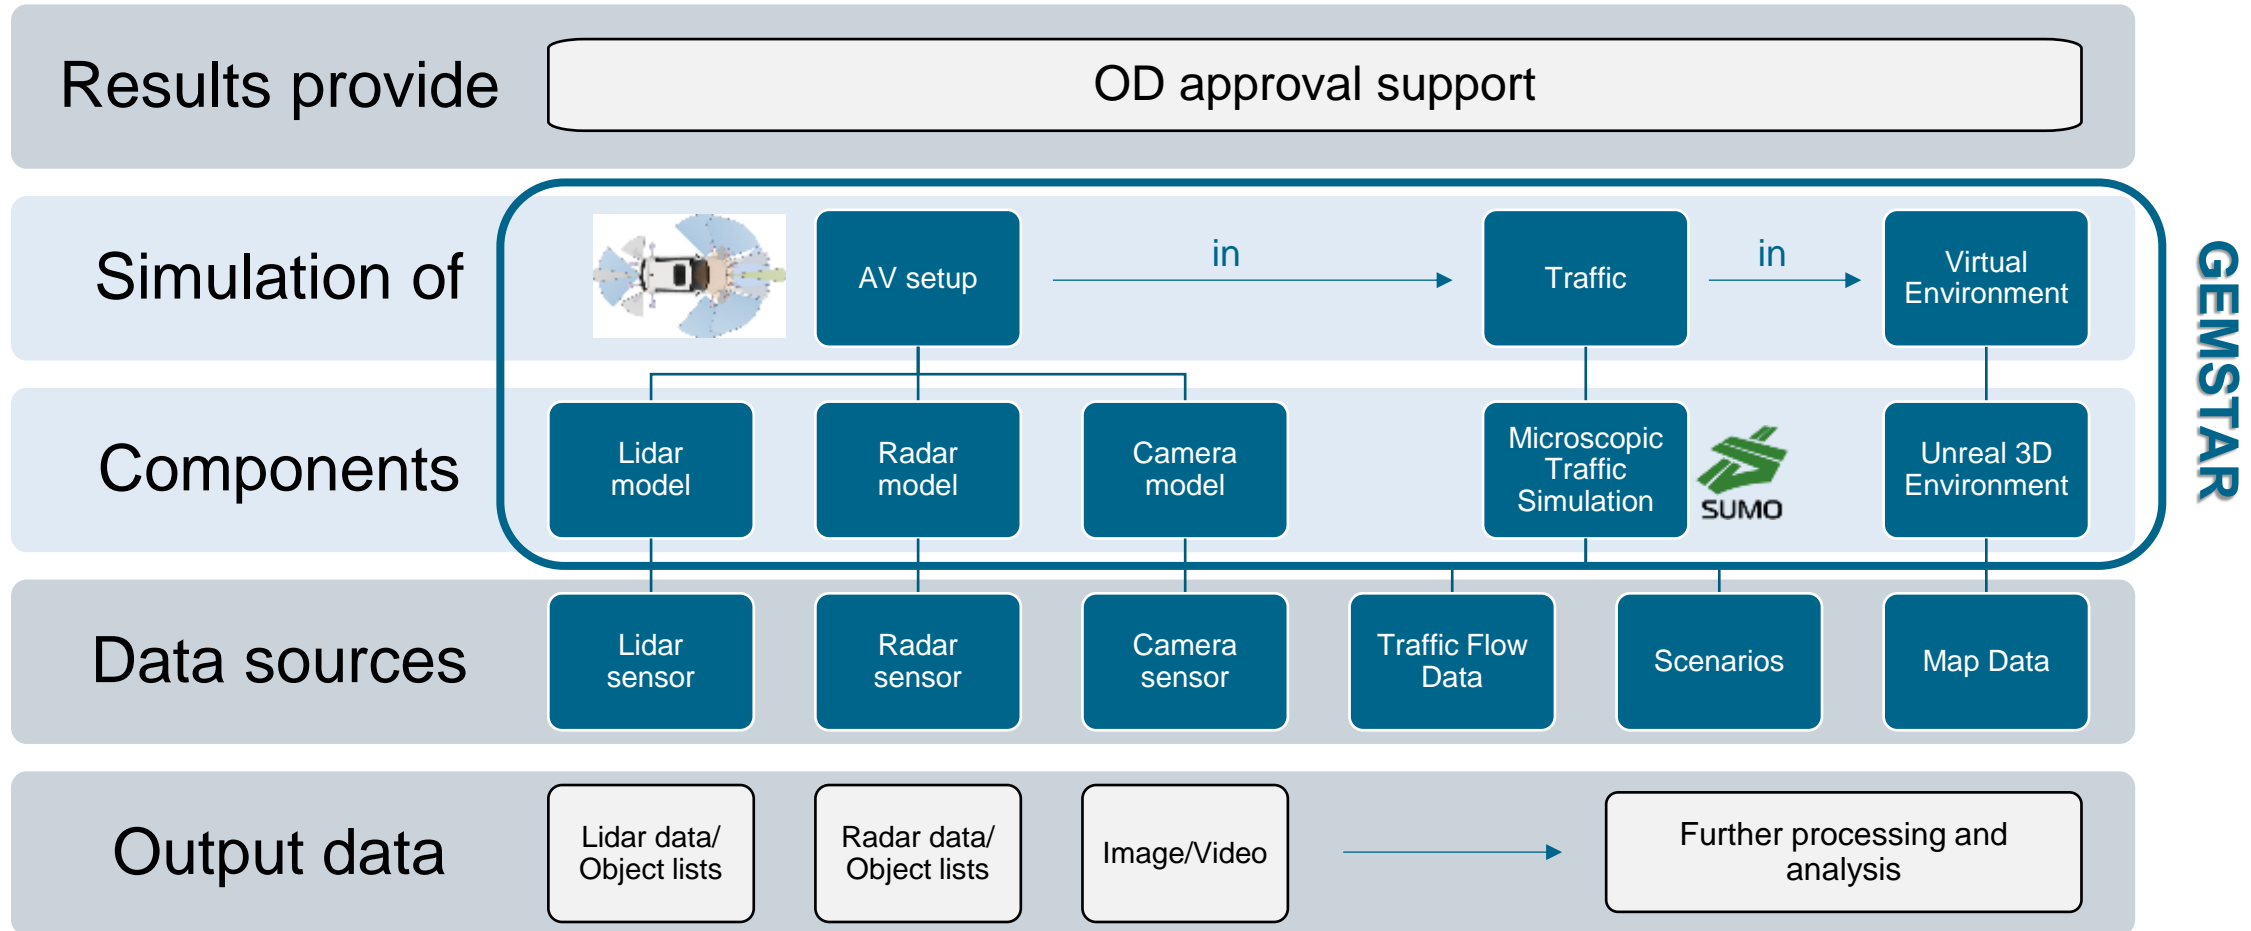 Results provide
OD approval support
Simulation of
AV setup
in
Traffic
in
Virtual
Environment
GEMSTAR
Components
Lidar
model
Radar
model
Camera
model
Microscopic
Traffic
Simulation
SUMO
Unreal 3D
Environment
Data sources
Lidar
sensor
Radar
sensor
Camera
sensor
Traffic Flow
Data
Scenarios
Map Data
Output data
Lidar data/
Object lists
Radar data/
Object lists
Image/Video
Further processing and
analysis